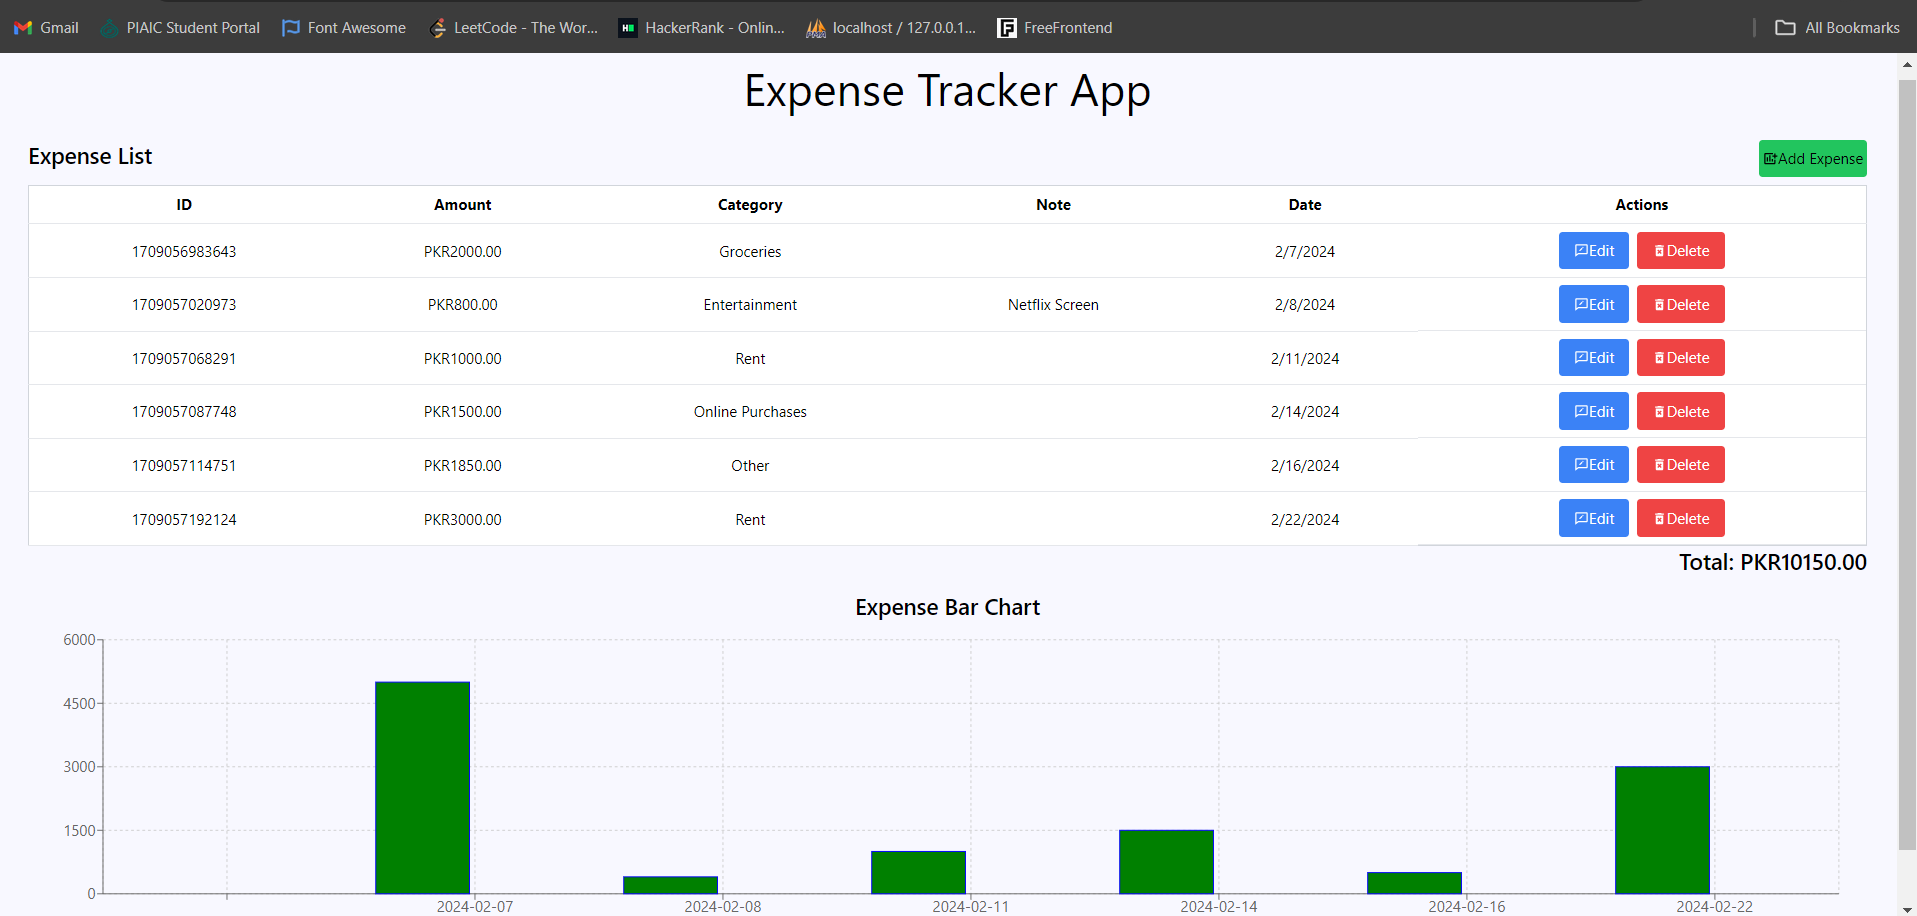 Gmail PIAIC Student Portal Font Awesome LeetCode - The Wor... HackerRank - Onlin... localhost / 127.0.0.1... FreeFrontend All Bookmarks
Expense Tracker App
Expense List Add Expense
ID Amount Category Note Date Actions
1709056983643 PKR2000.00 Groceries 2/7/2024 Edit Delete
1709057020973 PKR800.00 Entertainment Netflix Screen 2/8/2024 Edit Delete
1709057068291 PKR1000.00 Rent 2/11/2024 Edit Delete
1709057087748 PKR1500.00 Online Purchases 2/14/2024 Edit Delete
1709057114751 PKR1850.00 Other 2/16/2024 Edit Delete
1709057192124 PKR3000.00 Rent 2/22/2024 Edit Delete
Total: PKR10150.00
Expense Bar Chart
6000
4500
3000
1500
0
2024-02-07 2024-02-08 2024-02-11 2024-02-14 2024-02-16 2024-02-22